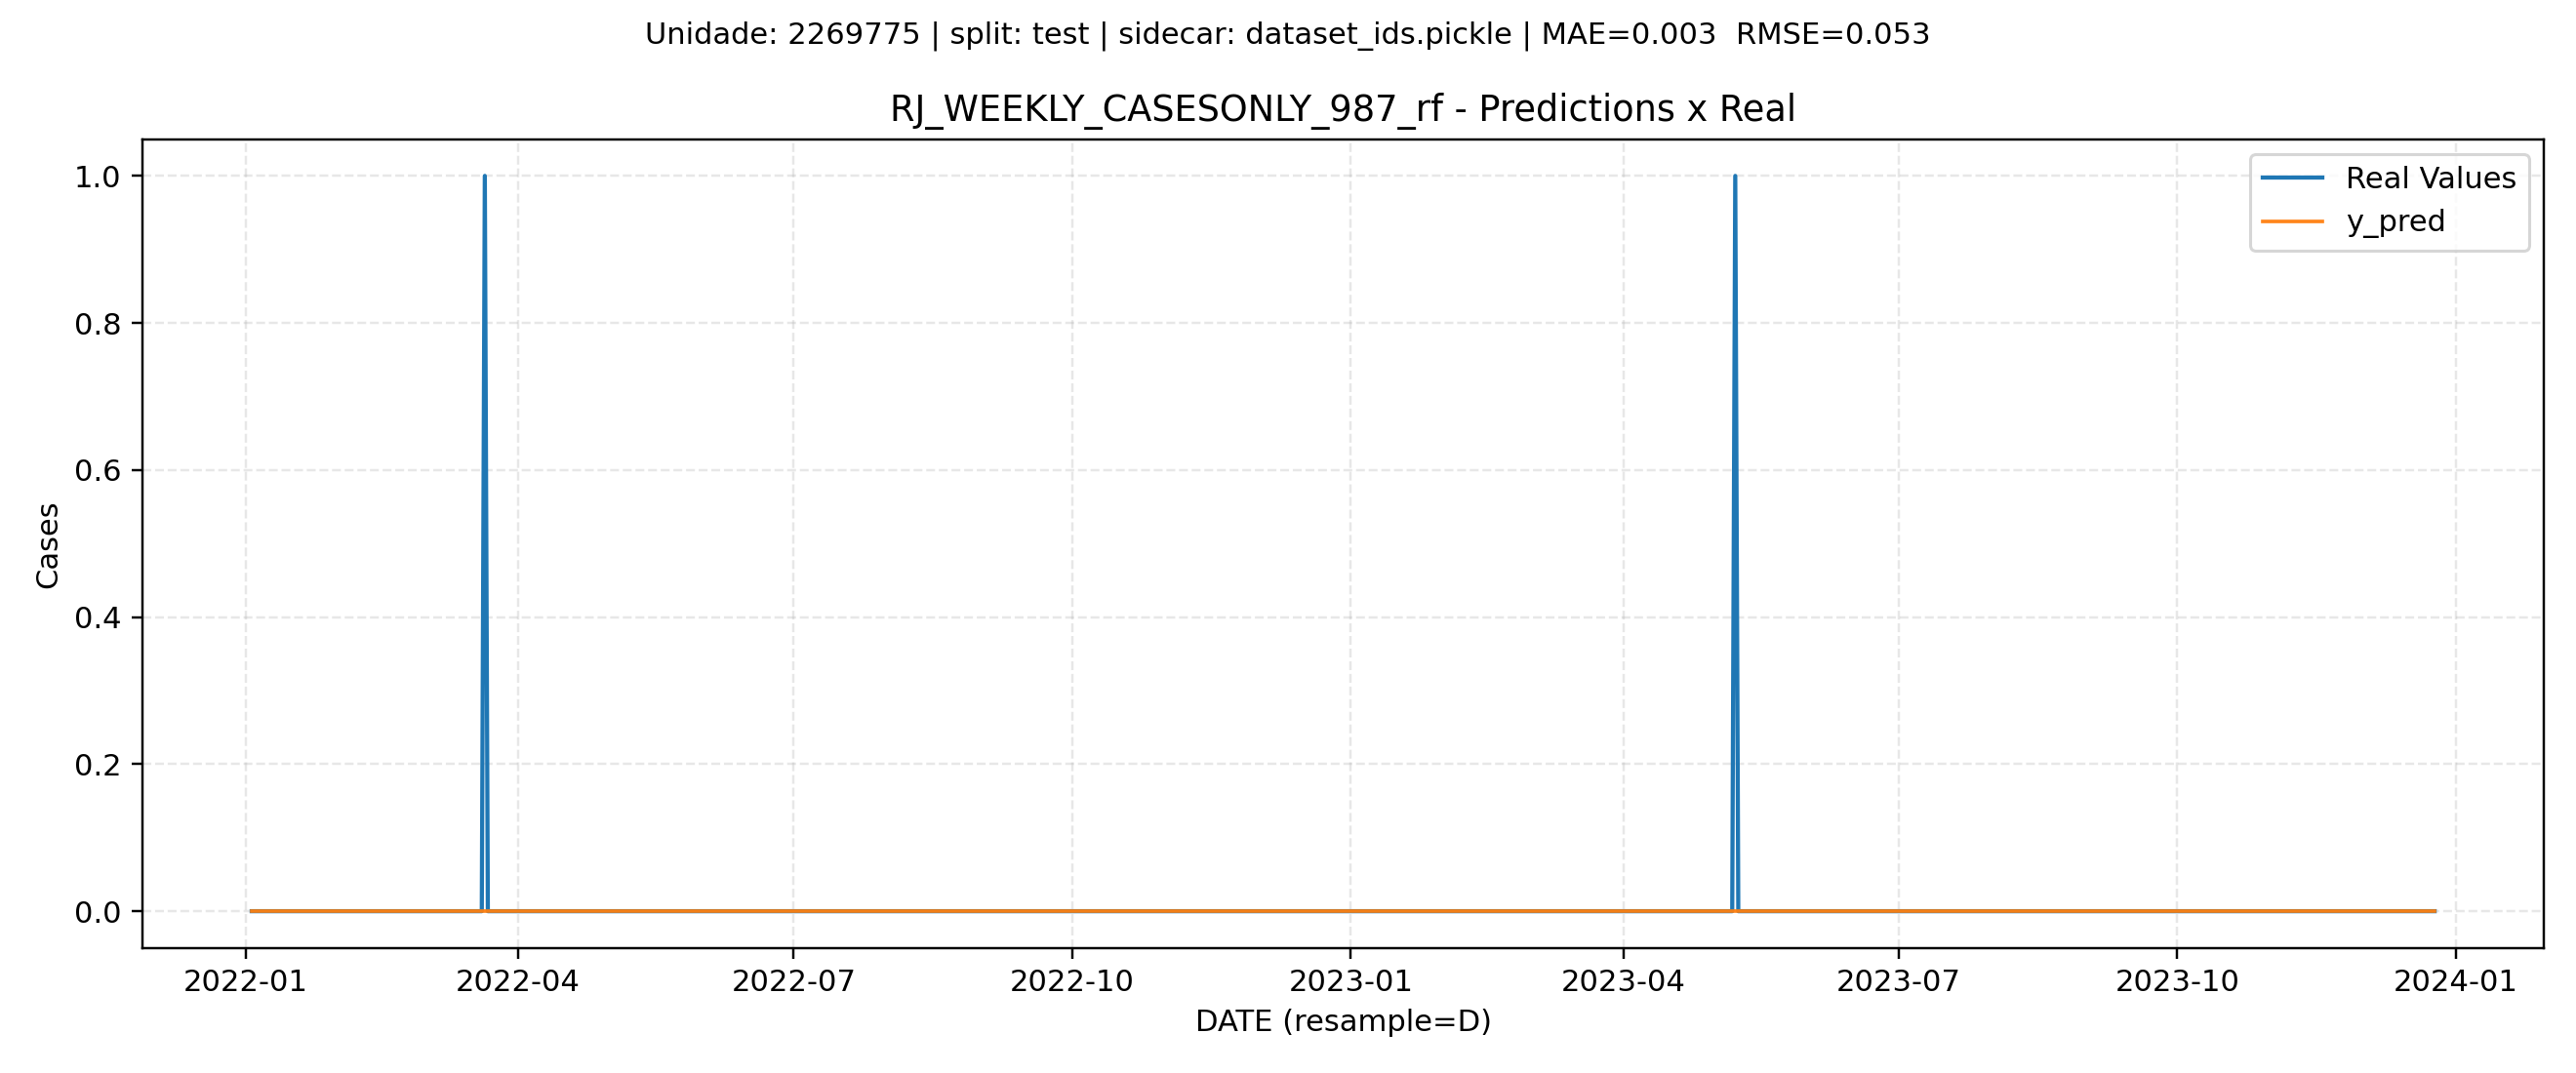 Unidade: 2269775 | split: test | sidecar: dataset_ids.pickle | MAE=0.003  RMSE=0.053
RJ_WEEKLY_CASESONLY_987_rf - Predictions x Real
Real Values
y_pred
1.0
0.8
0.6
0.4
0.2
0.0
Cases
2022-01
2022-04
2022-07
2022-10
2023-01
2023-04
2023-07
2023-10
2024-01
DATE (resample=D)